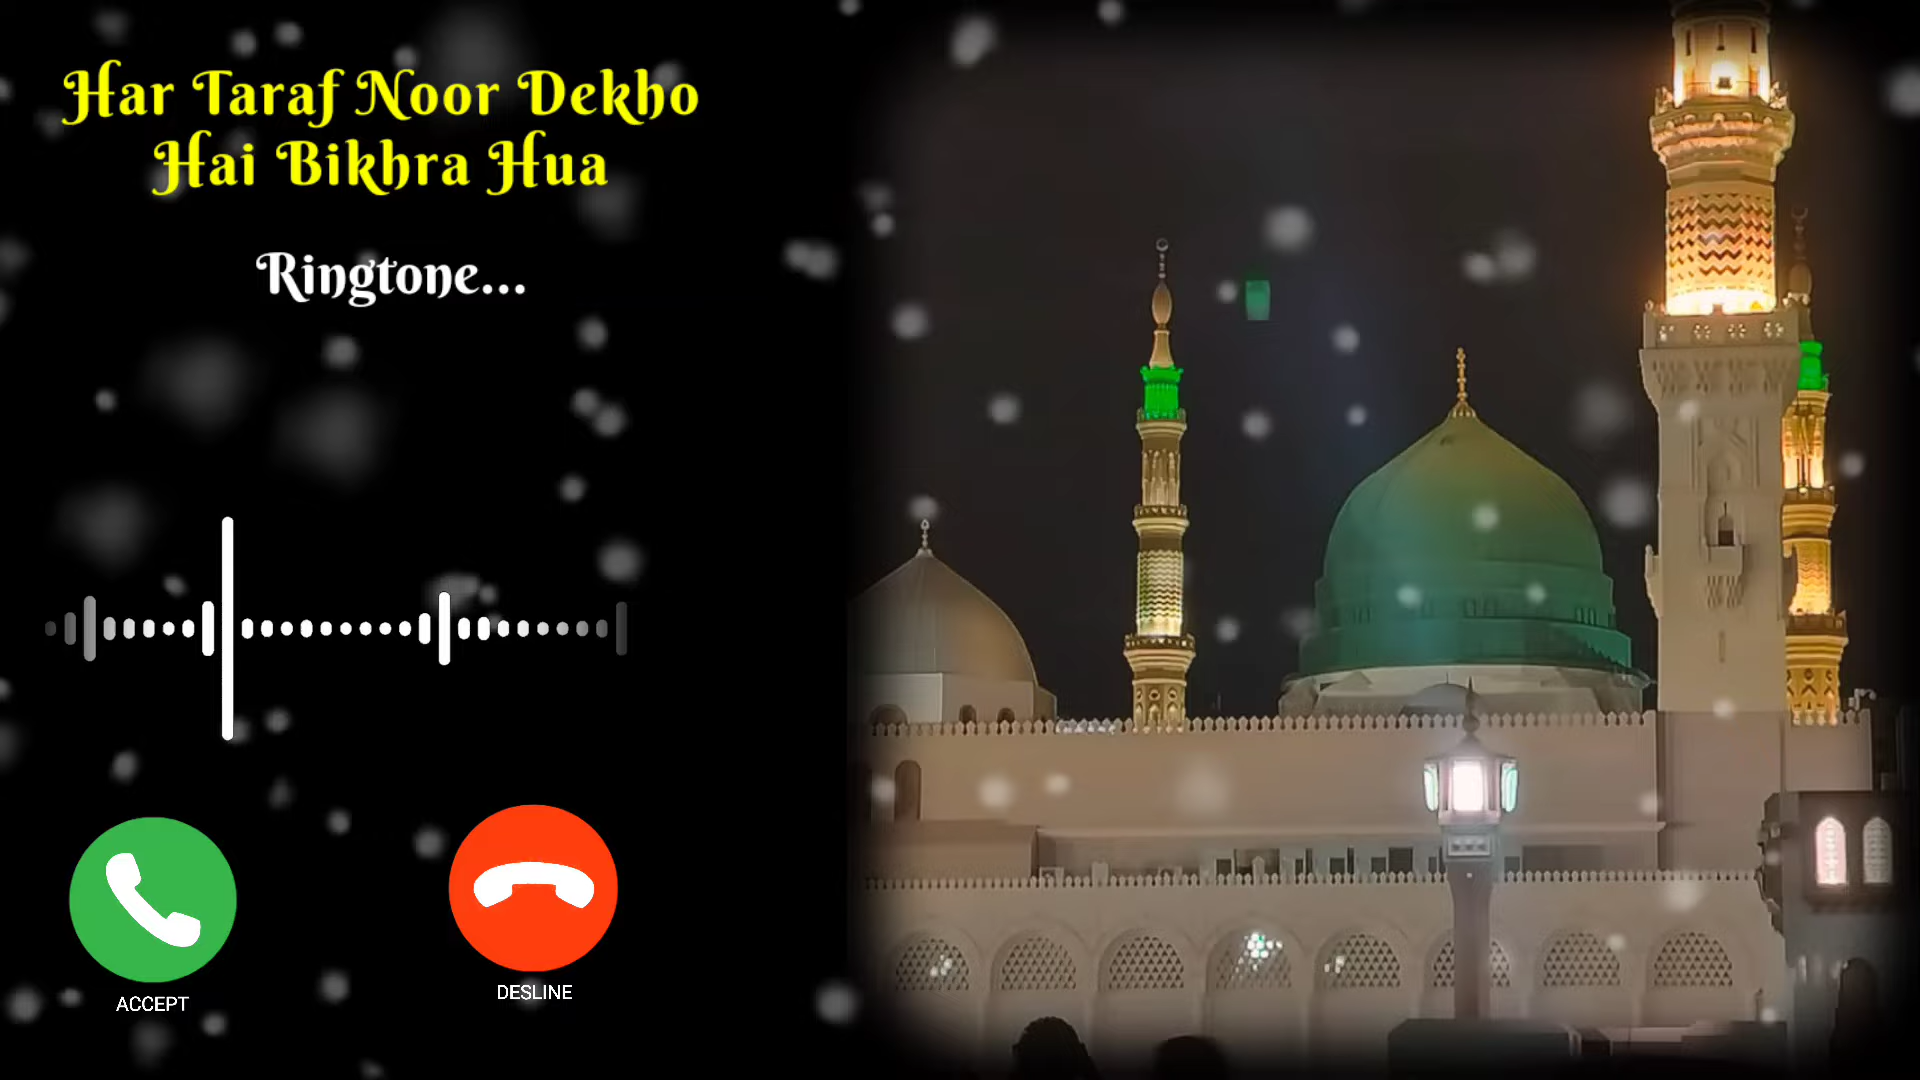 Har Taraf Noor Dekho
Hai Bikhra Hua
Ringtone...
ACCEPT
DESLINE